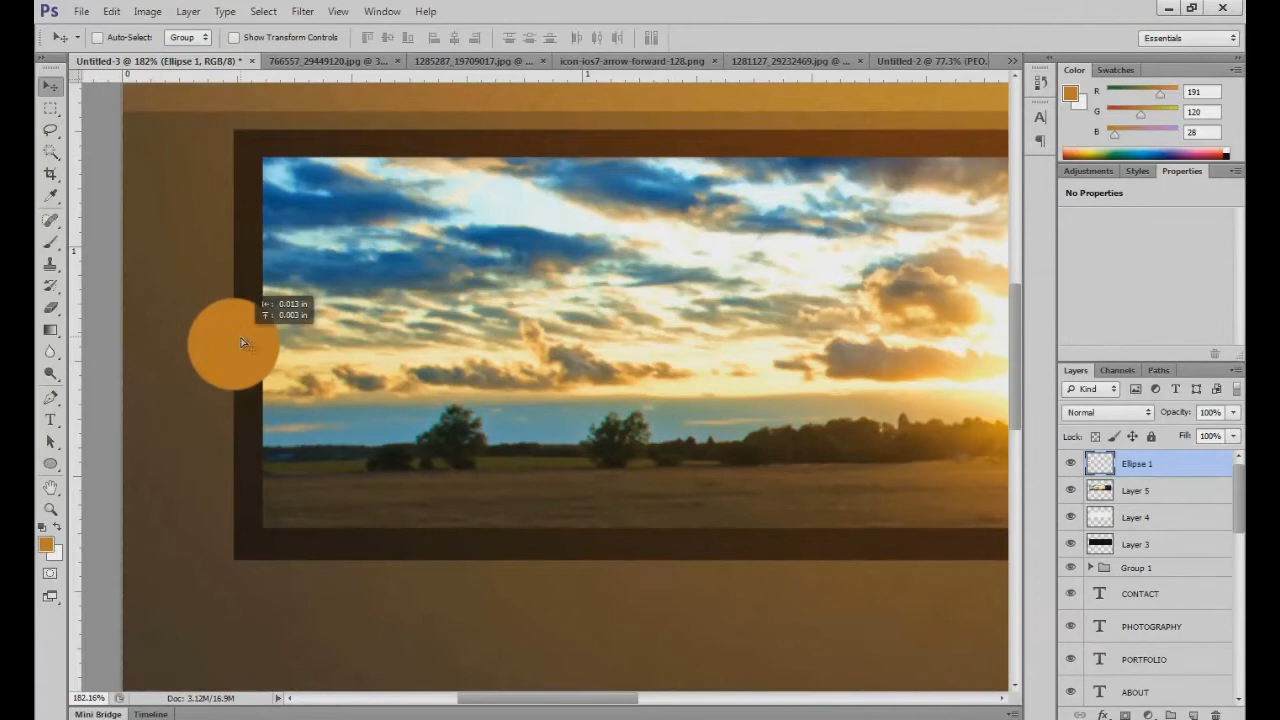 Ps File Edit Image Layer Type Select Filter View Window Help
Auto-Select: Group Show Transform Controls Essentials
Untitled-3 @ 182% (Ellipse 1, RGB/8) * × 766557_29449120.jpg @ 3... × 1285287_19709017.jpg @ ... × icon-ios7-arrow-forward-128.png × 1281127_29232469.jpg @ ... × Untitled-2 @ 77.3% (PEO.
0 1
1
0.013 in
0.003 in
Color Swatches
R 191
G 120
B 28
A
Adjustments Styles Properties
No Properties
Layers Channels Paths
Kind
Normal Opacity: 100%
Lock: Fill: 100%
Ellipse 1
Layer 5
Layer 4
Layer 3
Group 1
T CONTACT
T PHOTOGRAPHY
T PORTFOLIO
T ABOUT
182.16% Doc: 3.12M/16.9M
Mini Bridge Timeline